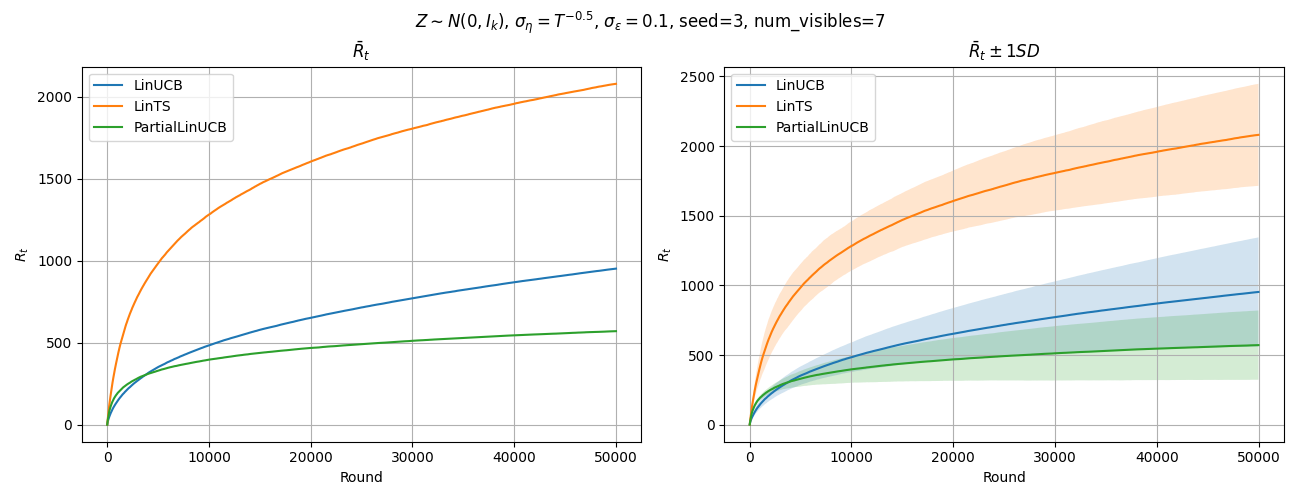 Z ∼ N(0, I_k), σ_η = T^{−0.5}, σ_ε = 0.1, seed=3, num_visibles=7
R̄_t
R_t
2000
1500
1000
500
0
LinUCB
LinTS
PartialLinUCB
0 10000 20000 30000 40000 50000
Round
R̄_t ± 1SD
R_t
2500
2000
1500
1000
500
0
LinUCB
LinTS
PartialLinUCB
0 10000 20000 30000 40000 50000
Round